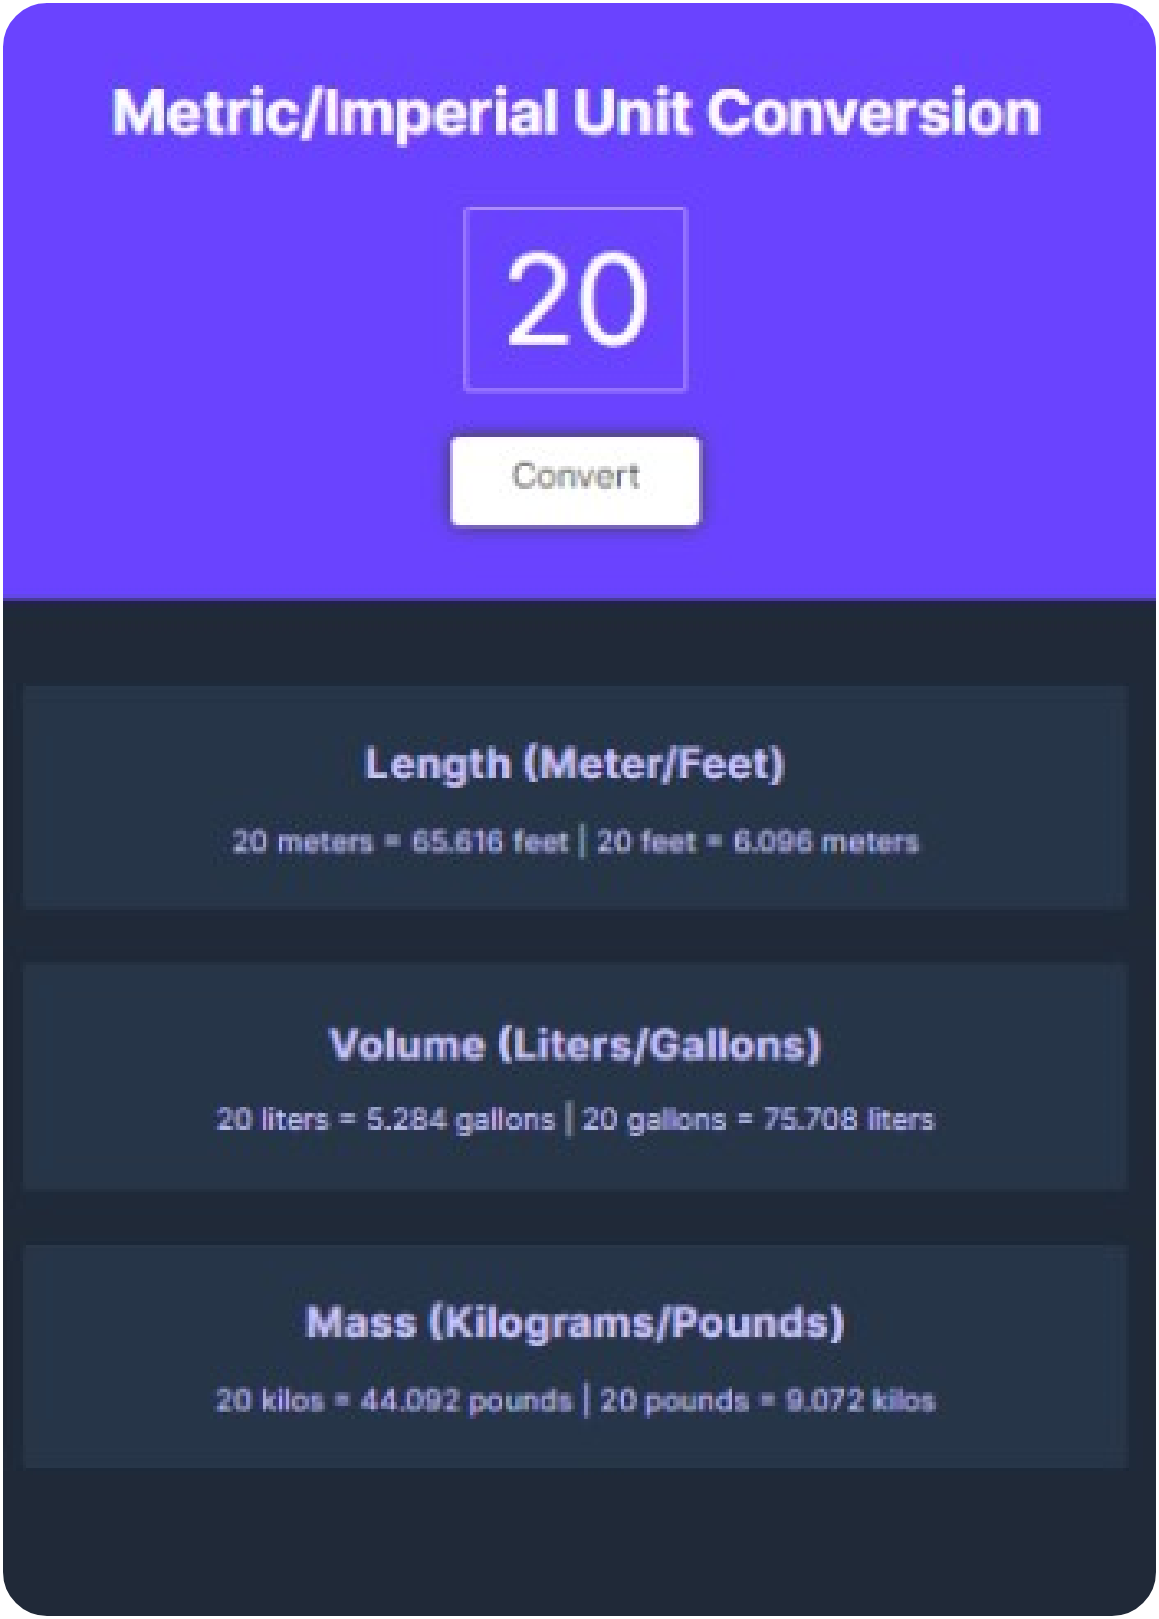 Metric/Imperial Unit Conversion
20
Convert
Length (Meter/Feet)
20 meters = 65.616 feet | 20 feet = 6.096 meters
Volume (Liters/Gallons)
20 liters = 5.284 gallons | 20 gallons = 75.708 liters
Mass (Kilograms/Pounds)
20 kilos = 44.092 pounds | 20 pounds = 9.072 kilos